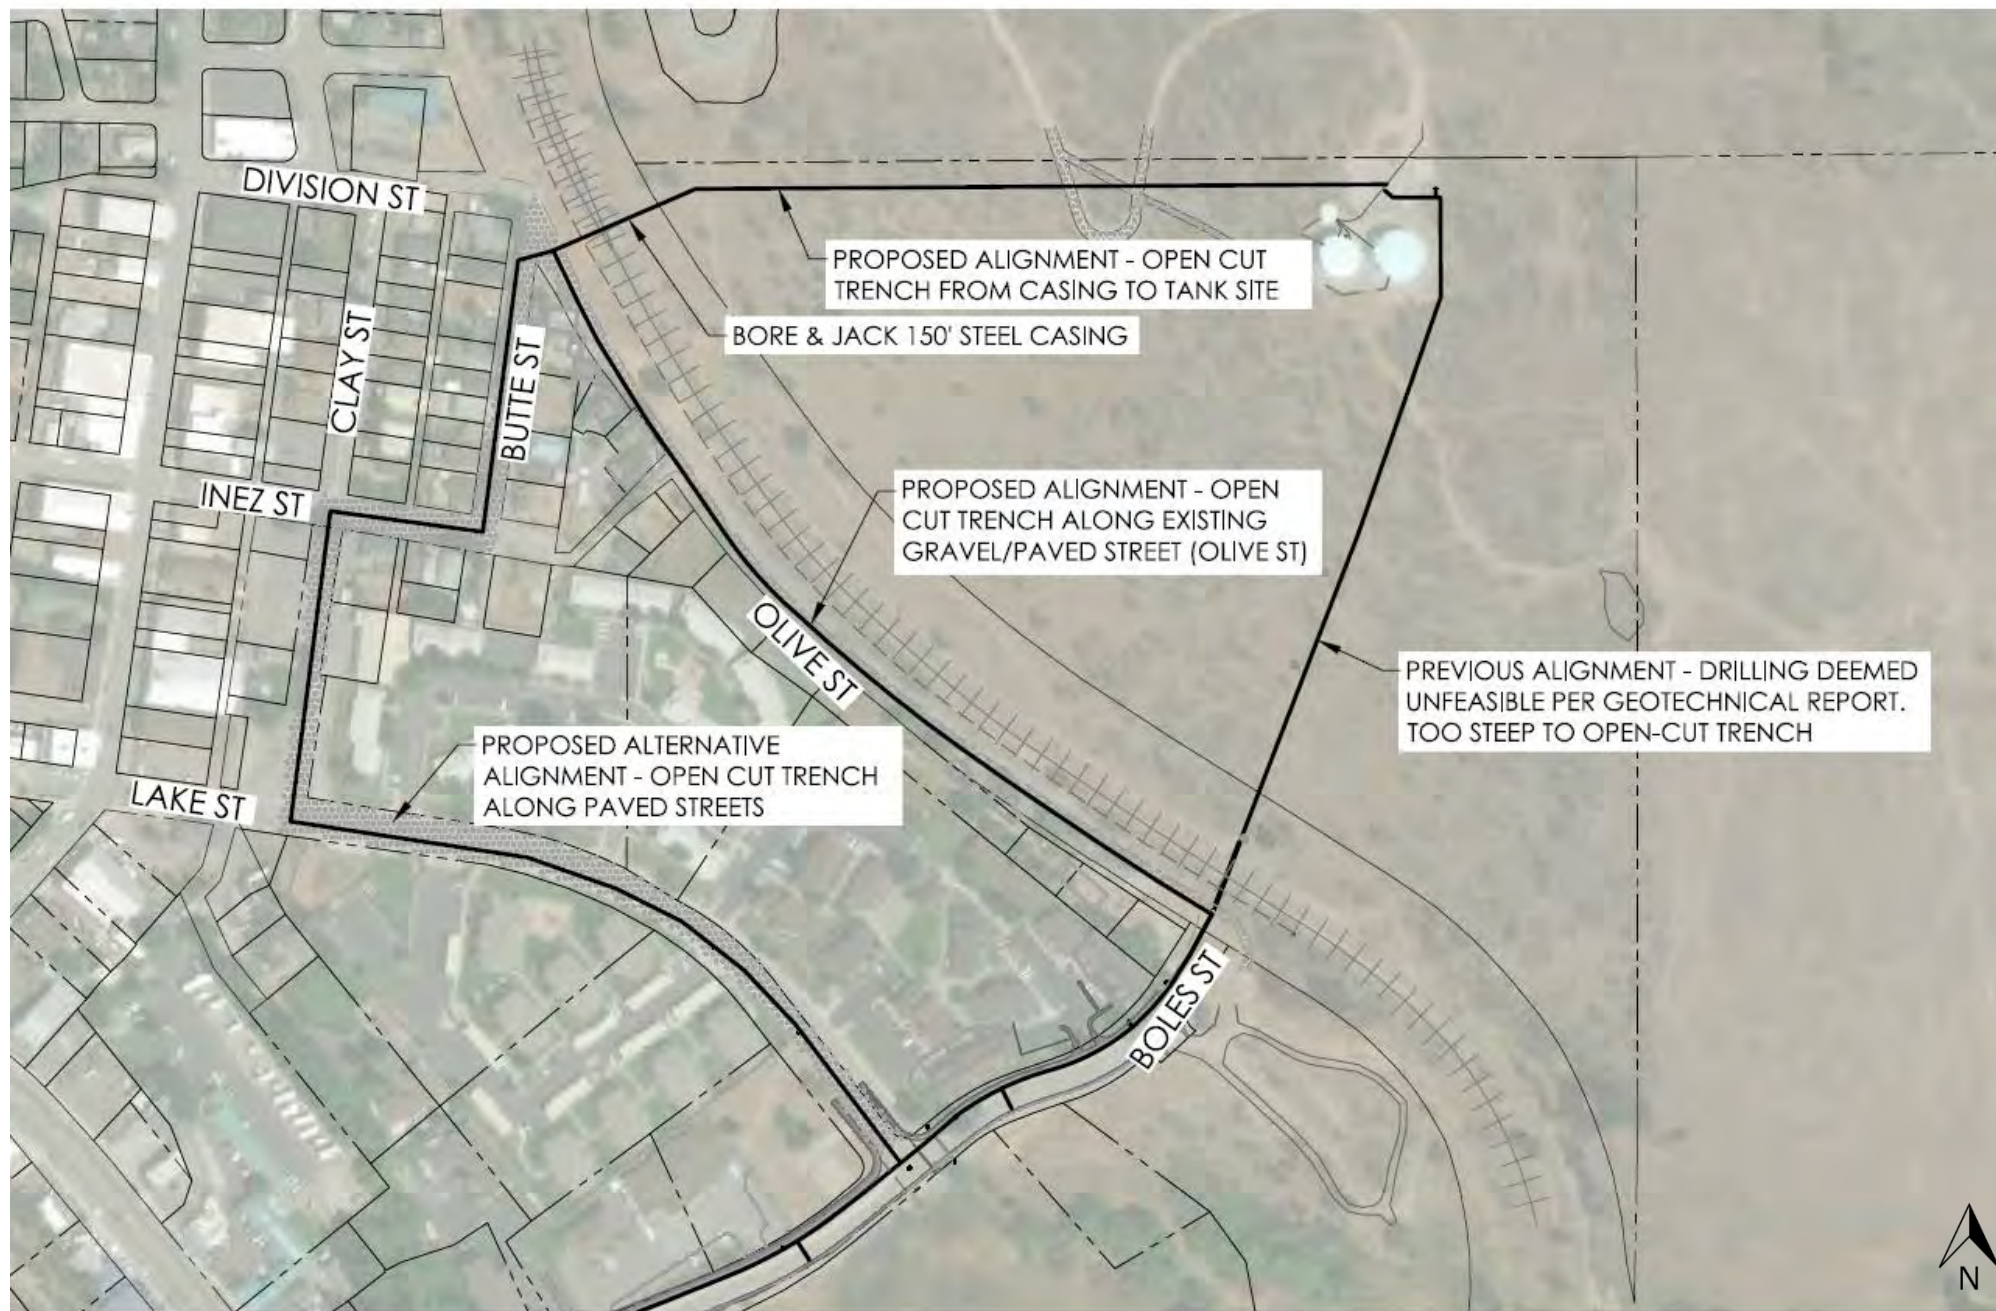 DIVISION ST
PROPOSED ALIGNMENT - OPEN CUT
TRENCH FROM CASING TO TANK SITE
BORE & JACK 150' STEEL CASING
CLAY ST
BUTTE ST
INEZ ST
PROPOSED ALIGNMENT - OPEN
CUT TRENCH ALONG EXISTING
GRAVEL/PAVED STREET (OLIVE ST)
OLIVE ST
PREVIOUS ALIGNMENT - DRILLING DEEMED
UNFEASIBLE PER GEOTECHNICAL REPORT.
TOO STEEP TO OPEN-CUT TRENCH
PROPOSED ALTERNATIVE
ALIGNMENT - OPEN CUT TRENCH
ALONG PAVED STREETS
LAKE ST
BOLES ST
N